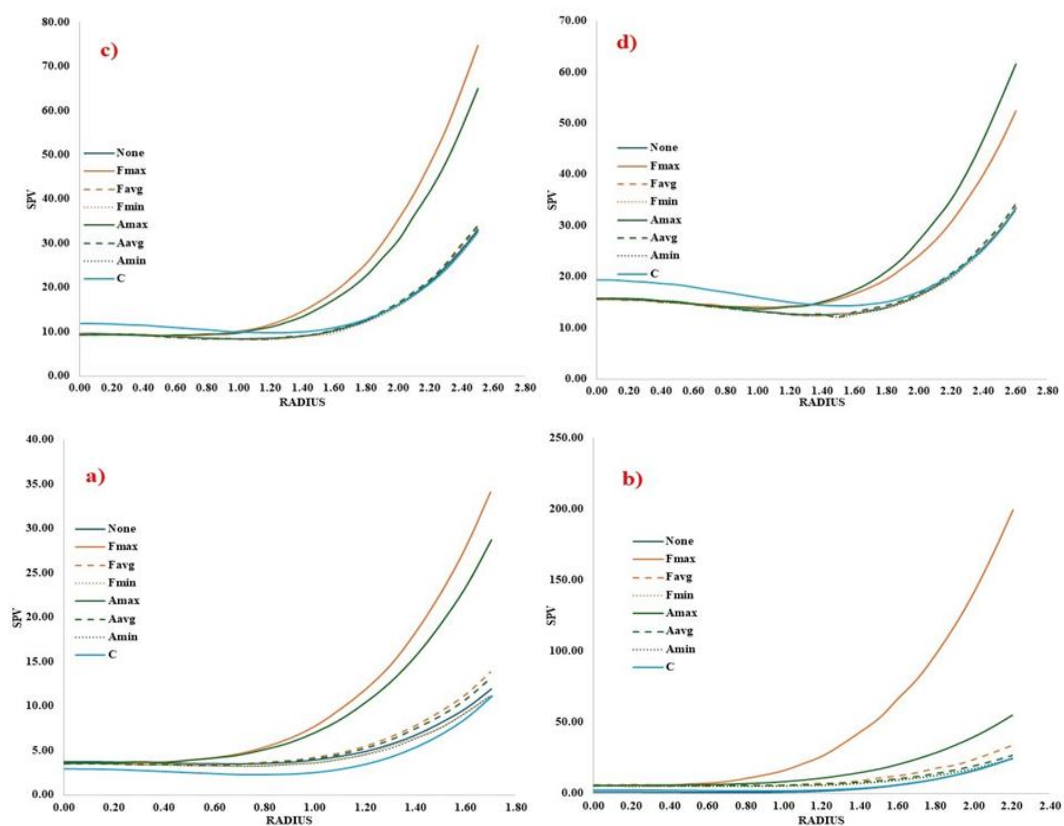 c)
80.00
70.00
60.00
50.00
40.00
30.00
20.00
10.00
0.00
SPV
None
Fmax
Favg
Fmin
Amax
Aavg
Amin
C
0.00 0.20 0.40 0.60 0.80 1.00 1.20 1.40 1.60 1.80 2.00 2.20 2.40 2.60 2.80
RADIUS
d)
70.00
60.00
50.00
40.00
30.00
20.00
10.00
0.00
SPV
None
Fmax
Favg
Fmin
Amax
Aavg
Amin
C
0.00 0.20 0.40 0.60 0.80 1.00 1.20 1.40 1.60 1.80 2.00 2.20 2.40 2.60 2.80
RADIUS
a)
40.00
35.00
30.00
25.00
20.00
15.00
10.00
5.00
0.00
SPV
None
Fmax
Favg
Fmin
Amax
Aavg
Amin
C
0.00 0.20 0.40 0.60 0.80 1.00 1.20 1.40 1.60 1.80
RADIUS
b)
250.00
200.00
150.00
100.00
50.00
0.00
SPV
None
Fmax
Favg
Fmin
Amax
Aavg
Amin
C
0.00 0.20 0.40 0.60 0.80 1.00 1.20 1.40 1.60 1.80 2.00 2.20 2.40
RADIUS